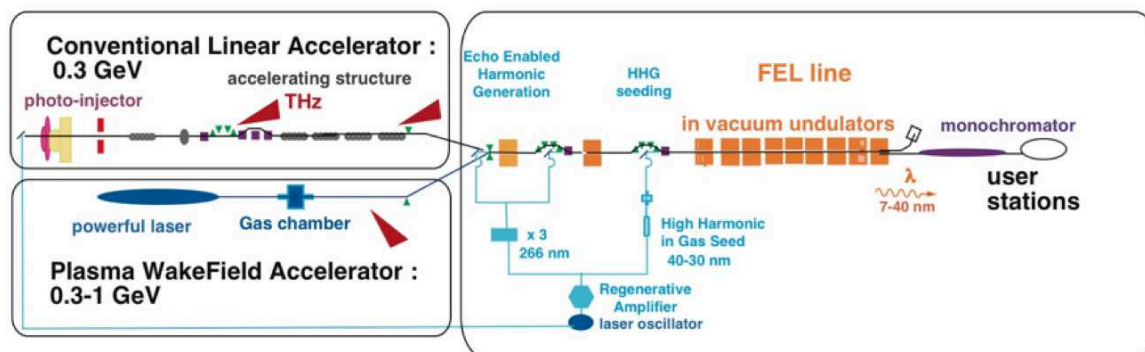 Conventional Linear Accelerator :
0.3 GeV
accelerating structure
photo-injector
THz
powerful laser
Gas chamber
Plasma WakeField Accelerator :
0.3-1 GeV
Echo Enabled
Harmonic
Generation
HHG
seeding
FEL line
in vacuum undulators
monochromator
λ
7-40 nm
user
stations
x 3
266 nm
High Harmonic
in Gas Seed
40-30 nm
Regenerative
Amplifier
laser oscillator